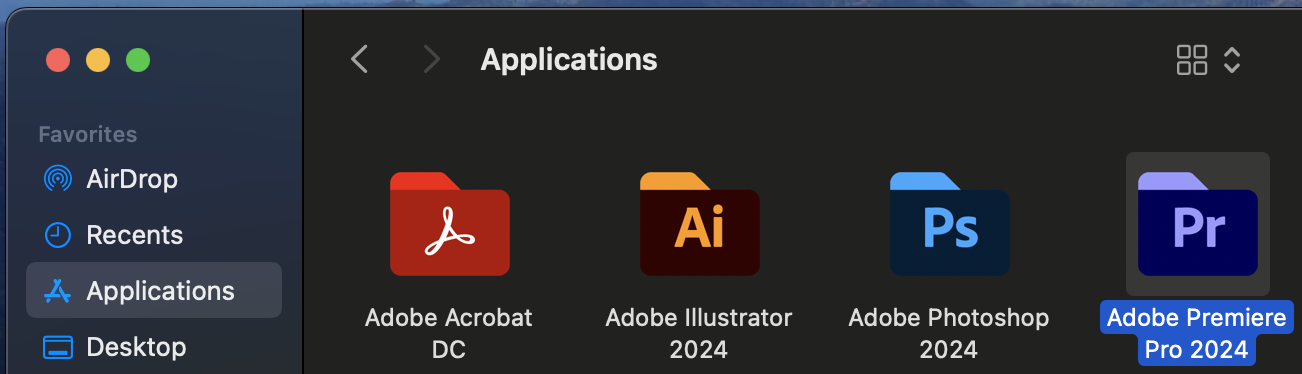 Applications
Favorites
AirDrop
Recents
Applications
Desktop
Ai
Ps
Pr
Adobe Acrobat
DC
Adobe Illustrator
2024
Adobe Photoshop
2024
Adobe Premiere
Pro 2024